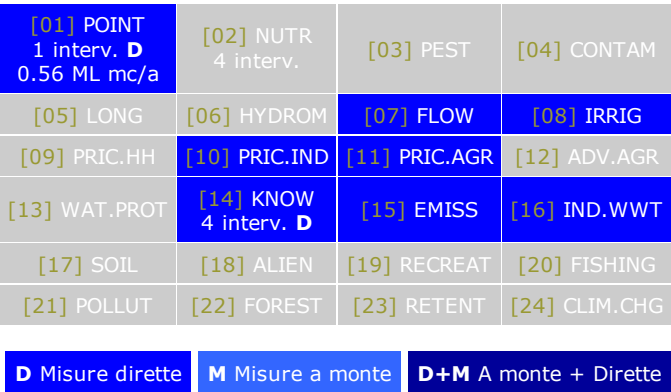 [01] POINT
1 interv. D
0.56 ML mc/a
[02] NUTR
4 interv.
[03] PEST
[04] CONTAM
[05] LONG
[06] HYDROM
[07] FLOW
[08] IRRIG
[09] PRIC.HH
[10] PRIC.IND
[11] PRIC.AGR
[12] ADV.AGR
[13] WAT.PROT
[14] KNOW
4 interv. D
[15] EMISS
[16] IND.WWT
[17] SOIL
[18] ALIEN
[19] RECREAT
[20] FISHING
[21] POLLUT
[22] FOREST
[23] RETENT
[24] CLIM.CHG
D Misure dirette
M Misure a monte
D+M A monte + Dirette